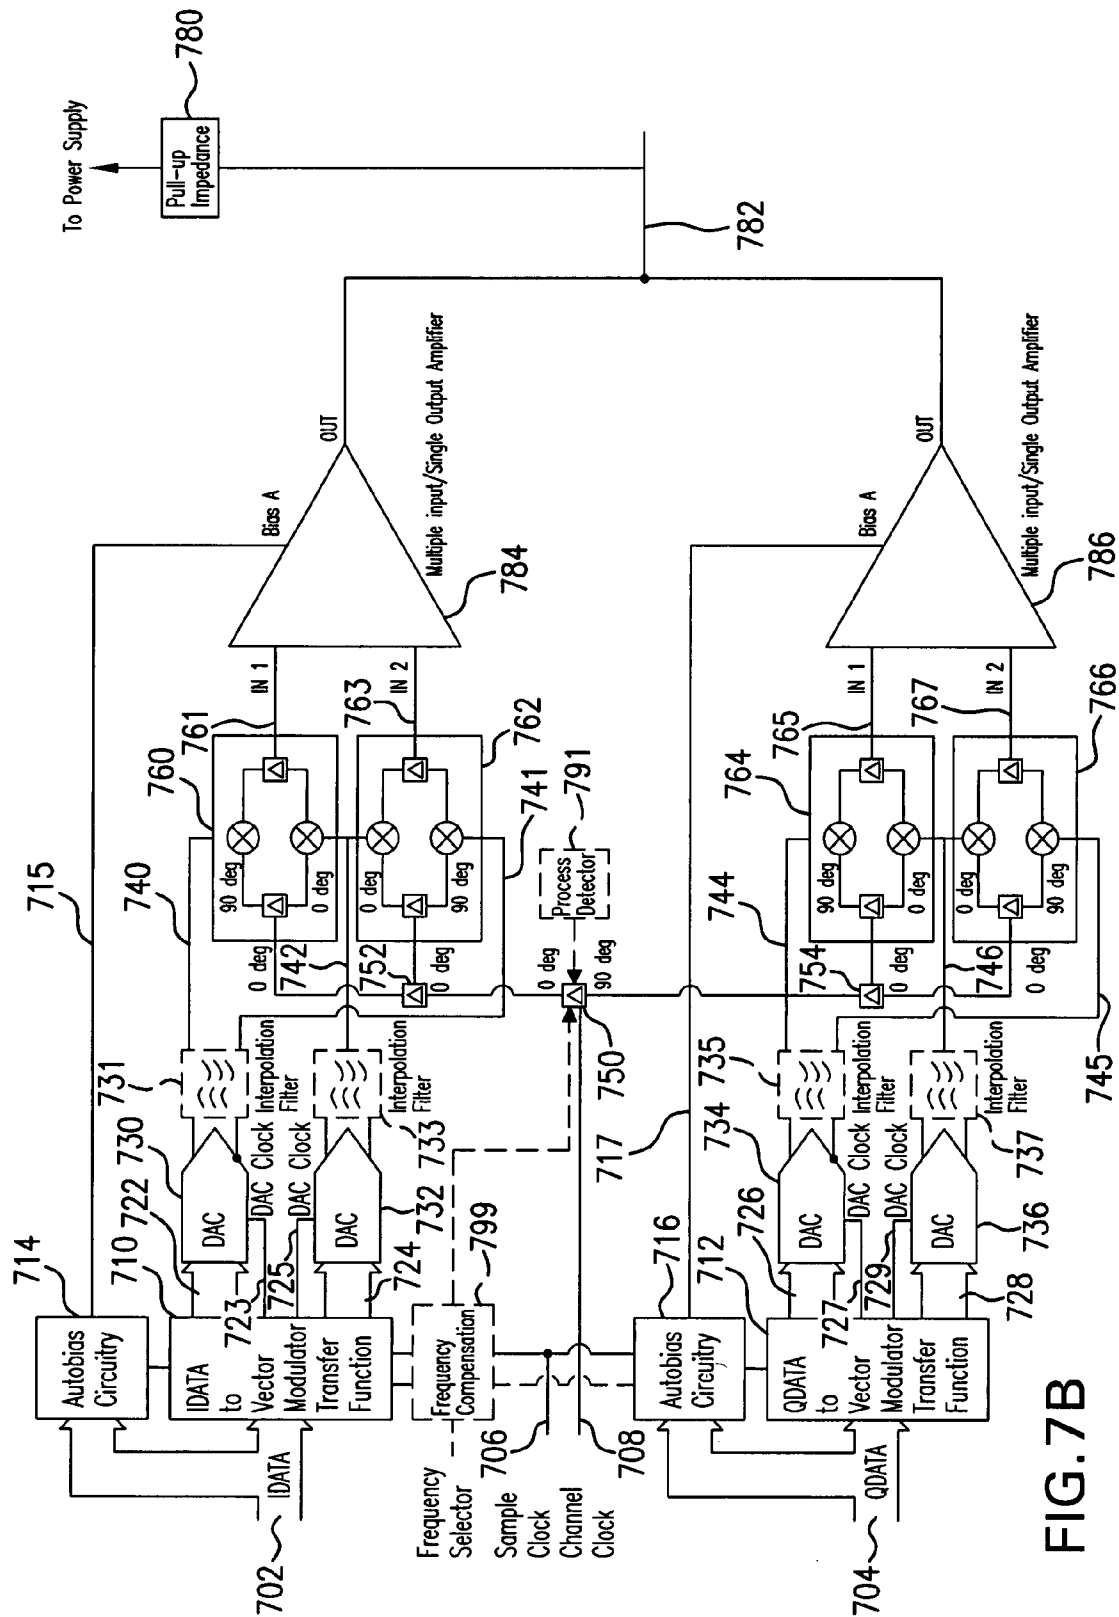 To Power Supply
Pull-up
Impedance
780
782
715
Bias A
OUT
Multiple input/Single Output Amplifier
784
IN 1
IN 2
761
763
760
762
740
742
752
741
90 deg
0 deg
0 deg
90 deg
0 deg
0 deg
791
Process
Detector
0 deg
90 deg
750
714
Autobias
Circuitry
710
722
730
731
DAC
DAC Clock
Interpolation
Filter
723
725
DAC
DAC Clock
Interpolation
Filter
732
733
724
IDATA
to
Vector
Modulator
Transfer
Function
IDATA
702
799
Frequency
Compensation
Frequency
Selector
Sample
Clock
Channel
Clock
706
708
717
Bias A
OUT
Multiple input/Single Output Amplifier
786
IN 1
IN 2
765
767
764
766
744
746
754
745
90 deg
0 deg
0 deg
90 deg
0 deg
0 deg
716
Autobias
Circuitry
712
726
734
735
DAC
DAC Clock
Interpolation
Filter
727
729
DAC
DAC Clock
Interpolation
Filter
736
737
728
QDATA
to
Vector
Modulator
Transfer
Function
QDATA
704
FIG. 7B